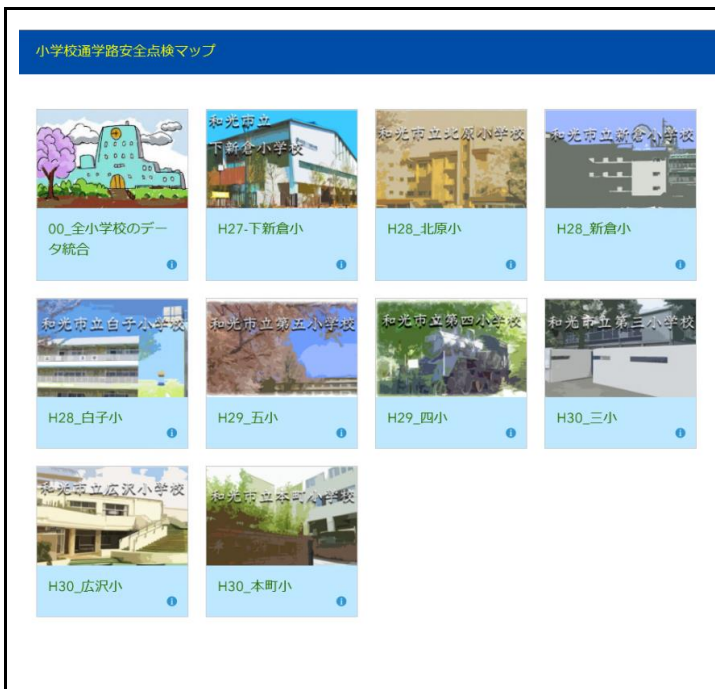 小学校通学路安全点検マップ
和光市立
下新倉小学校
和光市立北原小学校
和光市立新倉小学校
00_全小学校のデー
タ統合
H27-下新倉小
H28_北原小
H28_新倉小
和光市立白子小学校
和光市立第五小学校
和光市立第四小学校
和光市立第三小学校
H28_白子小
H29_五小
H29_四小
H30_三小
和光市立広沢小学校
和光市立本町小学校
H30_広沢小
H30_本町小